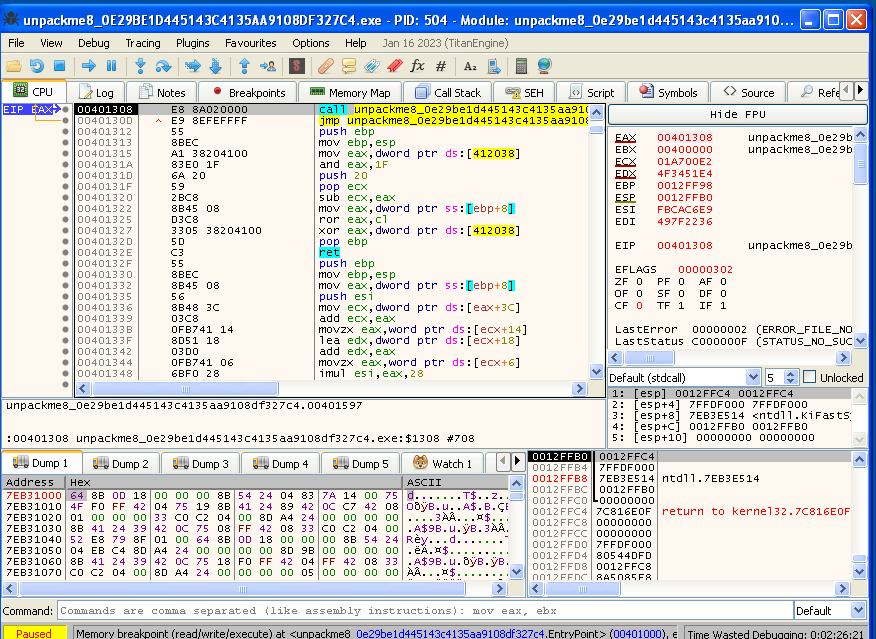 unpackme8_0E29BE1D445143C4135AA9108DF327C4.exe - PID: 504 - Module: unpackme8_0e29be1d445143c4135aa910...
File View Debug Tracing Plugins Favourites Options Help Jan 16 2023 (TitanEngine)
CPU Log Notes Breakpoints Memory Map Call Stack SEH Script Symbols Source Refe
EIP EAX
00401308 E8 8A020000 call unpackme8_0e29be1d445143c4135aa910
0040130D E9 8EFEFFFF jmp unpackme8_0e29be1d445143c4135aa9108
00401312 55 push ebp
00401313 8BEC mov ebp,esp
00401315 A1 38204100 mov eax,dword ptr ds:[412038]
0040131A 83E0 1F and eax,1F
0040131D 6A 20 push 20
0040131F 59 pop ecx
00401320 2BC8 sub ecx,eax
00401322 8B45 08 mov eax,dword ptr ss:[ebp+8]
00401325 D3C8 ror eax,cl
00401327 3305 38204100 xor eax,dword ptr ds:[412038]
0040132D 5D pop ebp
0040132E C3 ret
0040132F 55 push ebp
00401330 8BEC mov ebp,esp
00401332 8B45 08 mov eax,dword ptr ss:[ebp+8]
00401335 56 push esi
00401336 8B48 3C mov ecx,dword ptr ds:[eax+3C]
00401339 03C8 add ecx,eax
0040133B 0FB741 14 movzx eax,word ptr ds:[ecx+14]
0040133F 8D51 18 lea edx,dword ptr ds:[ecx+18]
00401342 03D0 add edx,eax
00401344 0FB741 06 movzx eax,word ptr ds:[ecx+6]
00401348 6BF0 28 imul esi,eax,28
Hide FPU
EAX 00401308 unpackme8_0e29b
EBX 00400000 unpackme8_0e29b
ECX 01A700E2
EDX 4F3451E4
EBP 0012FF98
ESP 0012FFB0
ESI FBCAC6E9
EDI 497F2236
EIP 00401308 unpackme8_0e29b
EFLAGS 00000302
ZF 0 PF 0 AF 0
OF 0 SF 0 DF 0
CF 0 TF 1 IF 1
LastError 00000002 (ERROR_FILE_NO
LastStatus C000000F (STATUS_NO_SUC
Default (stdcall) 5 Unlocked
1: [esp] 0012FFC4 0012FFC4
2: [esp+4] 7FFDF000 7FFDF000
3: [esp+8] 7EB3E514 <ntdll.KiFastSy
4: [esp+C] 0012FFB0 0012FFB0
5: [esp+10] 00000000 00000000
unpackme8_0e29be1d445143c4135aa9108df327c4.00401597
:00401308 unpackme8_0e29be1d445143c4135aa9108df327c4.exe:$1308 #708
Dump 1 Dump 2 Dump 3 Dump 4 Dump 5 Watch 1
Address Hex ASCII
7EB31000 64 8B 0D 18 00 00 00 8B 54 24 04 83 7A 14 00 75 d.......T$..z..
7EB31010 4F F0 FF 42 04 75 19 8B 41 24 89 42 0C C7 42 08
7EB31020 01 00 00 00 33 C0 C2 04 00 8D A4 24 00 00 00 00
7EB31030 8B 41 24 39 42 0C 75 08 FF 42 08 33 C0 C2 04 00
7EB31040 52 E8 79 8F 01 00 64 8B 0D 18 00 00 00 8B 54 24
7EB31050 04 EB C4 8D A4 24 00 00 00 00 8D 9B 00 00 00 00
7EB31060 8B 41 24 39 42 0C 75 18 F0 FF 42 04 FF 42 08 33
7EB31070 C0 C2 04 00 8D A4 24 00 00 00 00 05 00 00 00 00
0012FFB0 0012FFC4
0012FFB4 7FFDF000
0012FFB8 7EB3E514 ntdll.7EB3E514
0012FFBC 0012FFB0
0012FFC0 00000000
0012FFC4 7C816E0F return to kernel32.7C816E0F
0012FFC8 00000000
0012FFCC 00000000
0012FFD0 7FFDF000
0012FFD4 80544DFD
0012FFD8 0012FFC8
0012FFDC 8A5085E8
Command: Commands are comma separated (like assembly instructions): mov eax, ebx Default
Paused Memory breakpoint (read/write/execute) at <unpackme8_0e29be1d445143c4135aa9108df327c4.EntryPoint> (00401000), e Time Wasted Debugging: 0:02:26:21